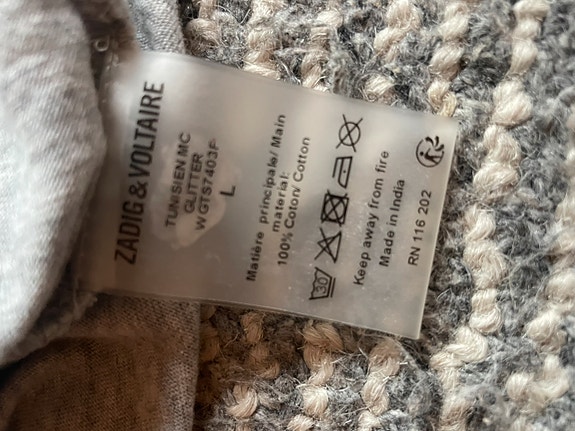 ZADIG & VOLTAIRE
TUNISIEN MC
GLITTER
WGTS7403F
L
Matière principale/ Main
material:
100% Coton/ Cotton
30
Keep away from fire
Made in India
RN 116 202